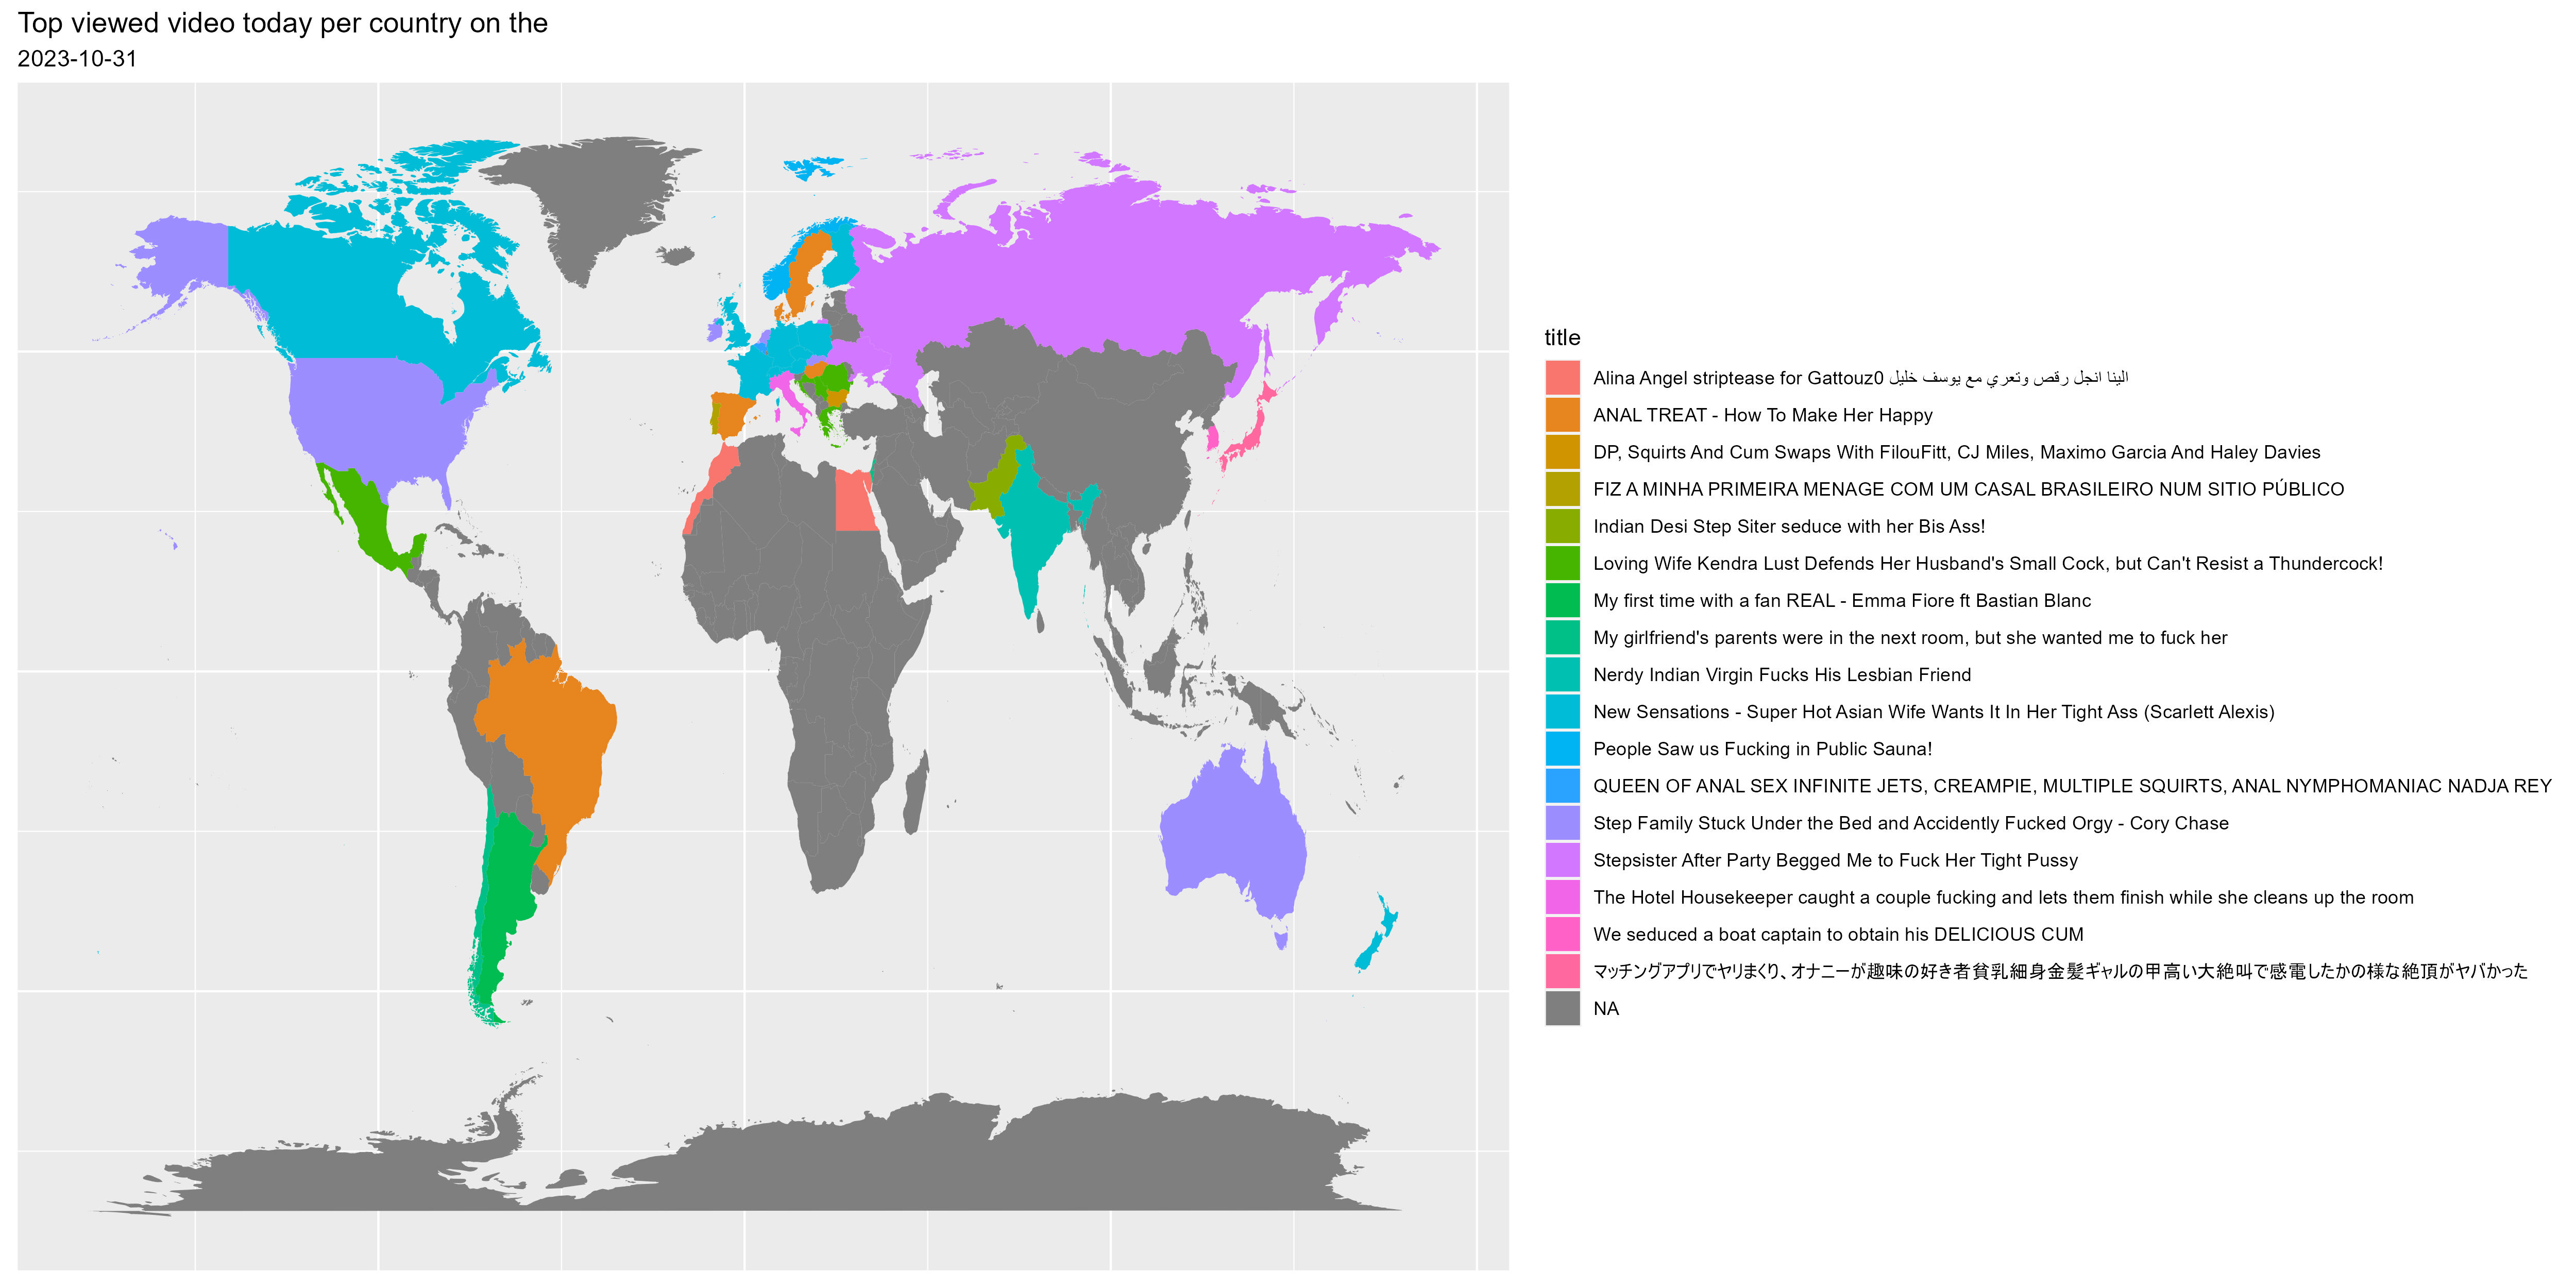 Top viewed video today per country on the
2023-10-31
title
Alina Angel striptease for Gattouz0 الينا انجل رقص وتعري مع يوسف خليل
ANAL TREAT - How To Make Her Happy
DP, Squirts And Cum Swaps With FilouFitt, CJ Miles, Maximo Garcia And Haley Davies
FIZ A MINHA PRIMEIRA MENAGE COM UM CASAL BRASILEIRO NUM SITIO PÚBLICO
Indian Desi Step Siter seduce with her Bis Ass!
Loving Wife Kendra Lust Defends Her Husband's Small Cock, but Can't Resist a Thundercock!
My first time with a fan REAL - Emma Fiore ft Bastian Blanc
My girlfriend's parents were in the next room, but she wanted me to fuck her
Nerdy Indian Virgin Fucks His Lesbian Friend
New Sensations - Super Hot Asian Wife Wants It In Her Tight Ass (Scarlett Alexis)
People Saw us Fucking in Public Sauna!
QUEEN OF ANAL SEX INFINITE JETS, CREAMPIE, MULTIPLE SQUIRTS, ANAL NYMPHOMANIAC NADJA REY
Step Family Stuck Under the Bed and Accidently Fucked Orgy - Cory Chase
Stepsister After Party Begged Me to Fuck Her Tight Pussy
The Hotel Housekeeper caught a couple fucking and lets them finish while she cleans up the room
We seduced a boat captain to obtain his DELICIOUS CUM
マッチングアプリでヤリまくり、オナニーが趣味の好き者貧乳細身金髪ギャルの甲高い大絶叫で感電したかの様な絶頂がヤバかった
NA